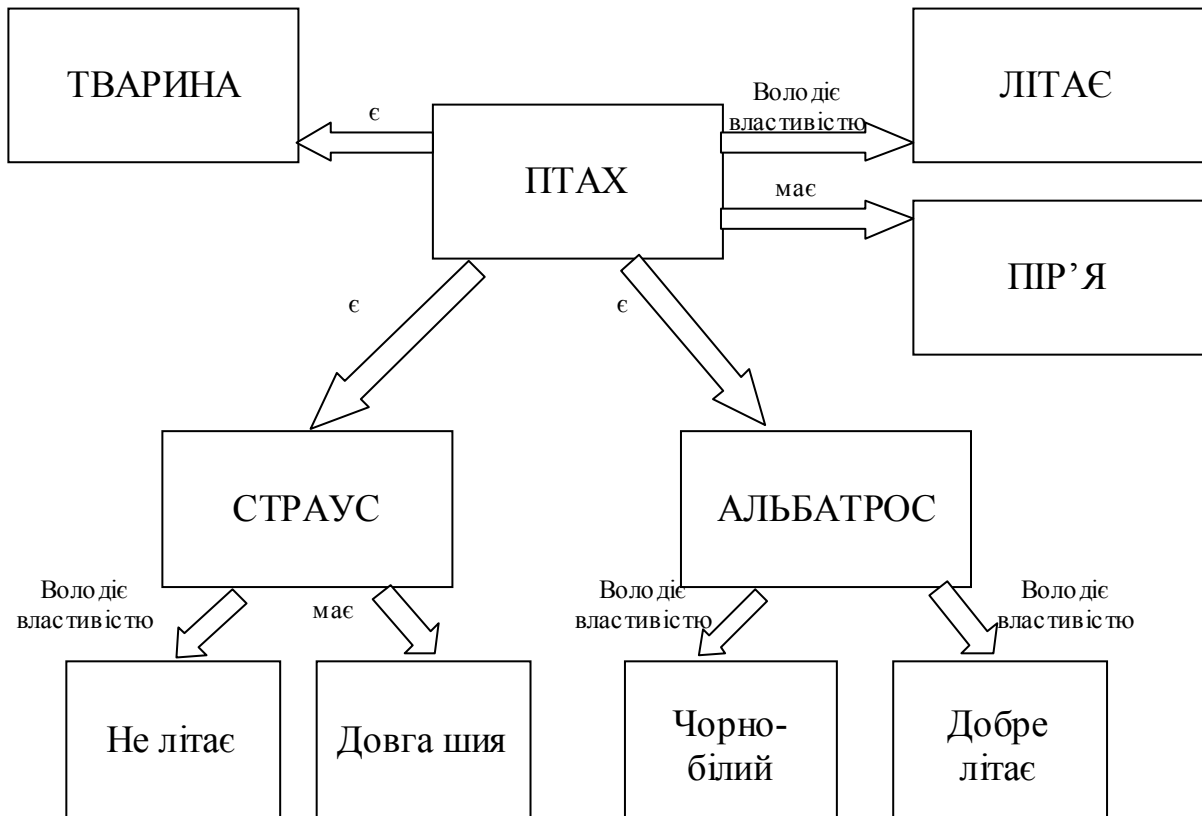 ТВАРИНА
є
ПТАХ
Володіє
властивістю
ЛІТАЄ
має
ПІР’Я
є
є
СТРАУС
АЛЬБАТРОС
Володіє
властивістю
має
Володіє
властивістю
Володіє
властивістю
Не літає
Довга шия
Чорно-
білий
Добре
літає